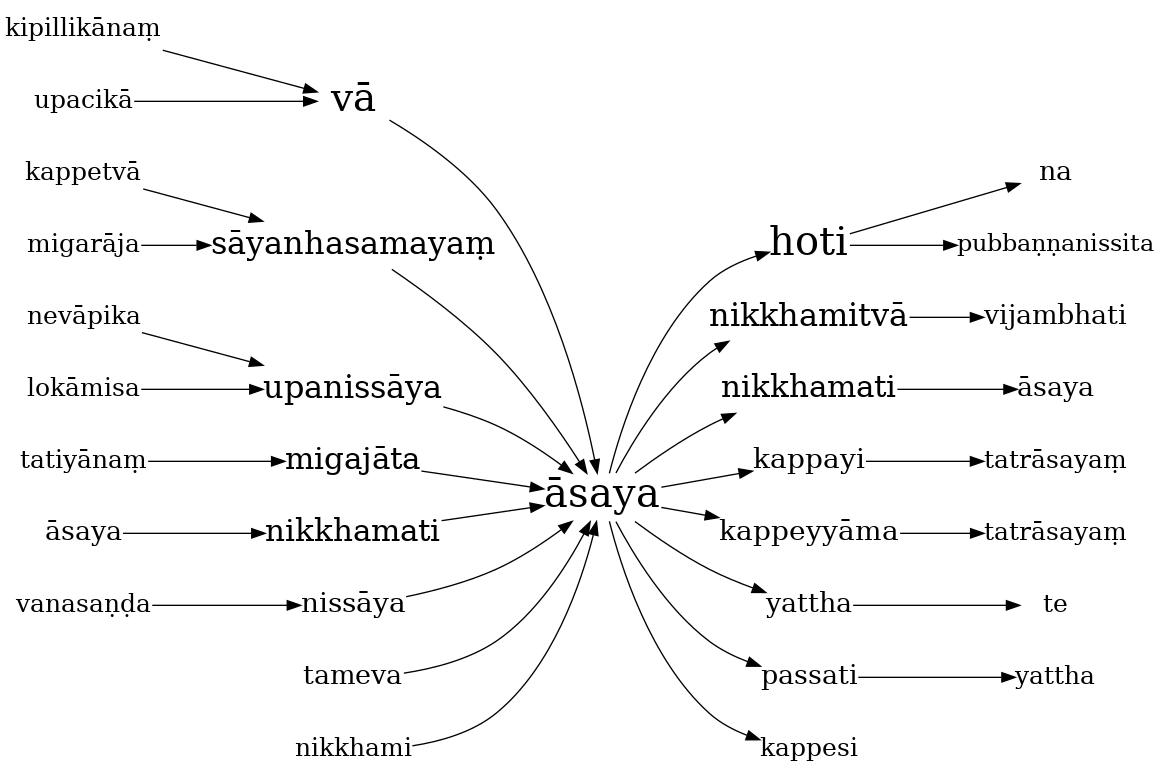 kipillikānaṃ
upacikā
vā
kappetvā
migarāja
sāyanhasamayaṃ
nevāpika
lokāmisa
upanissāya
tatiyānaṃ
migajāta
āsaya
nikkhamati
vanasaṇḍa
nissāya
tameva
nikkhami
āsaya
hoti
na
pubbaṇṇanissita
nikkhamitvā
vijambhati
nikkhamati
āsaya
kappayi
tatrāsayaṃ
kappeyyāma
tatrāsayaṃ
yattha
te
passati
yattha
kappesi